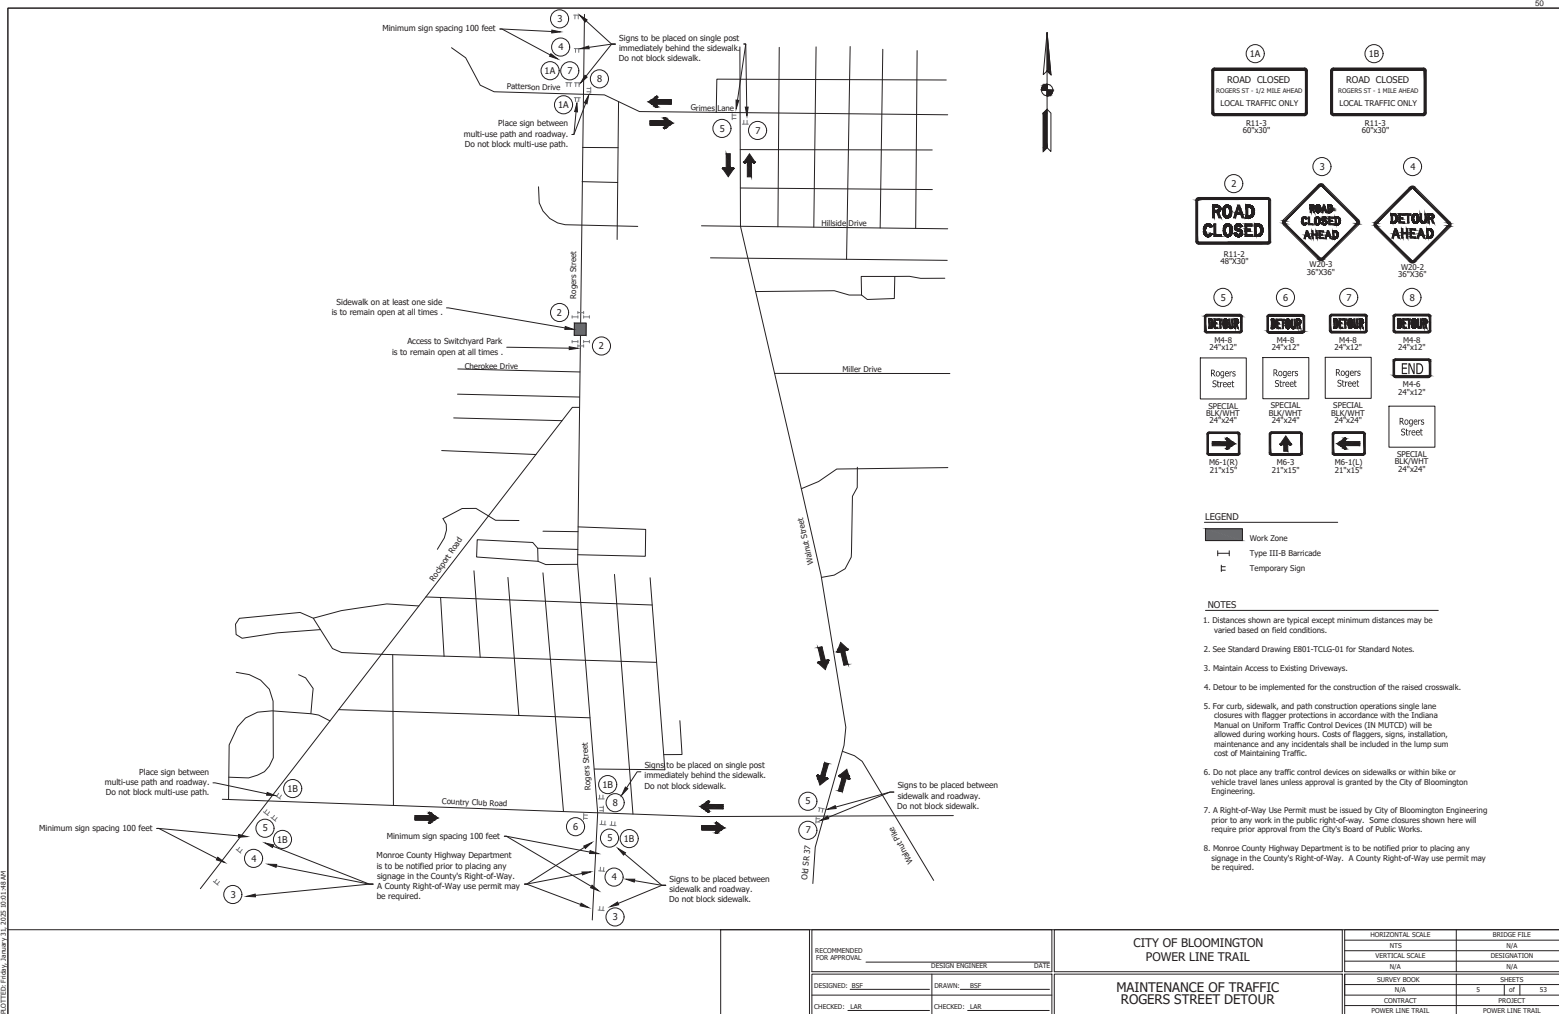 50
Minimum sign spacing 100 feet
3
4
1A
7
8
1A
Signs to be placed on single post
immediately behind the sidewalk.
Do not block sidewalk.
Patterson Drive
Place sign between
multi-use path and roadway.
Do not block multi-use path.
Grimes Lane
5
7
Hillside Drive
Rogers Street
Sidewalk on at least one side
is to remain open at all times .
2
Access to Switchyard Park
is to remain open at all times .
2
Cherokee Drive
Miller Drive
Rockport Road
Walnut Street
Rogers Street
Place sign between
multi-use path and roadway.
Do not block multi-use path.
1B
Country Club Road
1B
8
Signs to be placed on single post
immediately behind the sidewalk.
Do not block sidewalk.
5
7
Signs to be placed between
sidewalk and roadway.
Do not block sidewalk.
Minimum sign spacing 100 feet
5
1B
4
3
6
Minimum sign spacing 100 feet
Monroe County Highway Department
is to be notified prior to placing any
signage in the County's Right-of-Way.
A County Right-of-Way use permit may
be required.
5
1B
4
3
Signs to be placed between
sidewalk and roadway.
Do not block sidewalk.
Old SR 37
Walnut Pike
1A
ROAD CLOSED
ROGERS ST - 1/2 MILE AHEAD
LOCAL TRAFFIC ONLY
R11-3
60"x30"
1B
ROAD CLOSED
ROGERS ST - 1 MILE AHEAD
LOCAL TRAFFIC ONLY
R11-3
60"x30"
2
ROAD
CLOSED
R11-2
48"X30"
3
ROAD
CLOSED
AHEAD
W20-3
36"X36"
4
DETOUR
AHEAD
W20-2
36"X36"
5
DETOUR
M4-8
24"x12"
Rogers
Street
SPECIAL
BLK/WHT
24"x24"
M6-1(R)
21"x15"
6
DETOUR
M4-8
24"x12"
Rogers
Street
SPECIAL
BLK/WHT
24"x24"
M6-3
21"x15"
7
DETOUR
M4-8
24"x12"
Rogers
Street
SPECIAL
BLK/WHT
24"x24"
M6-1(L)
21"x15"
8
DETOUR
M4-8
24"x12"
END
M4-6
24"x12"
Rogers
Street
SPECIAL
BLK/WHT
24"x24"
LEGEND
Work Zone
Type III-B Barricade
Temporary Sign
NOTES
1. Distances shown are typical except minimum distances may be
varied based on field conditions.
2. See Standard Drawing E801-TCLG-01 for Standard Notes.
3. Maintain Access to Existing Driveways.
4. Detour to be implemented for the construction of the raised crosswalk.
5. For curb, sidewalk, and path construction operations single lane
closures with flagger protections in accordance with the Indiana
Manual on Uniform Traffic Control Devices (IN MUTCD) will be
allowed during working hours. Costs of flaggers, signs, installation,
maintenance and any incidentals shall be included in the lump sum
cost of Maintaining Traffic.
6. Do not place any traffic control devices on sidewalks or within bike or
vehicle travel lanes unless approval is granted by the City of Bloomington
Engineering.
7. A Right-of-Way Use Permit must be issued by City of Bloomington Engineering
prior to any work in the public right-of-way. Some closures shown here will
require prior approval from the City's Board of Public Works.
8. Monroe County Highway Department is to be notified prior to placing any
signage in the County's Right-of-Way. A County Right-of-Way use permit may
be required.
PLOTTED: Friday, January 31, 2025 10:01:48 AM
RECOMMENDED
FOR APPROVAL
DESIGN ENGINEER DATE
DESIGNED: BSF DRAWN: BSF
CHECKED: LAR CHECKED: LAR
CITY OF BLOOMINGTON
POWER LINE TRAIL
MAINTENANCE OF TRAFFIC
ROGERS STREET DETOUR
HORIZONTAL SCALE BRIDGE FILE
NTS N/A
VERTICAL SCALE DESIGNATION
N/A N/A
SURVEY BOOK SHEETS
N/A 5 of 53
CONTRACT PROJECT
POWER LINE TRAIL POWER LINE TRAIL